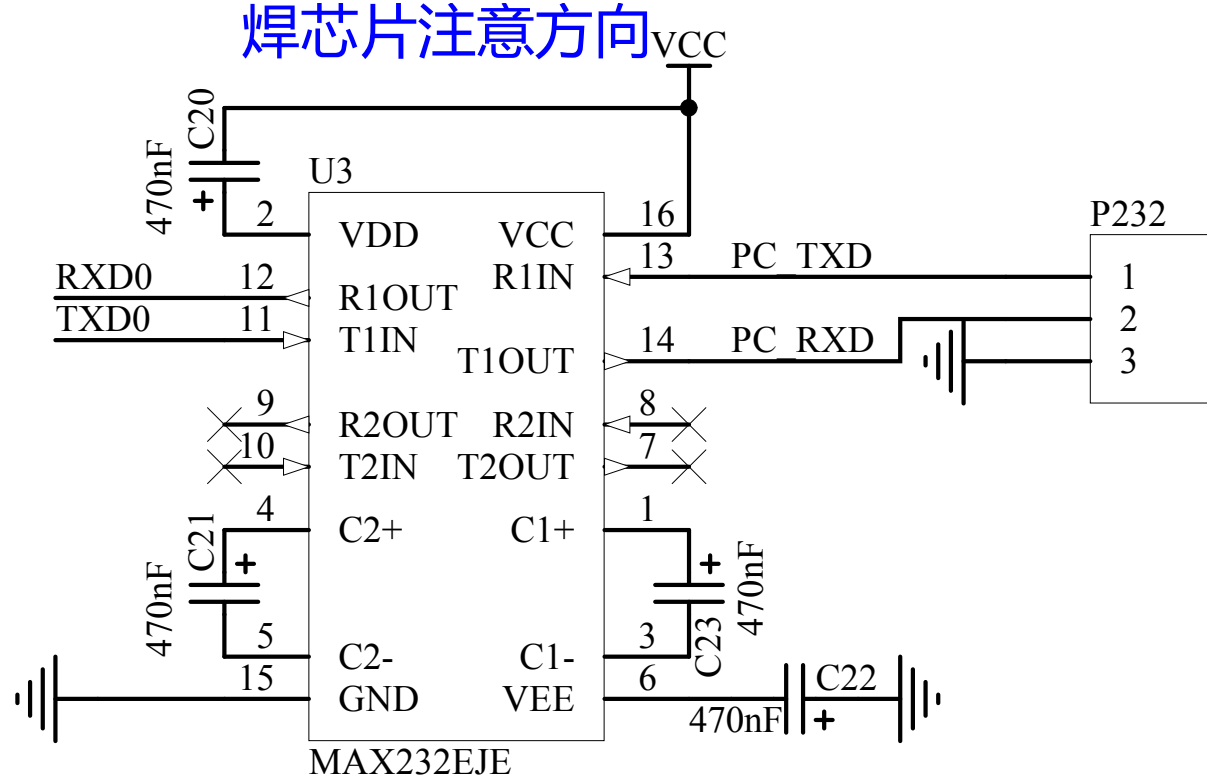 焊芯片注意方向
VCC
C20
470nF
+
U3
2
VDD
VCC
16
P232
RXD0
12
R1OUT
R1IN
13
PC_TXD
1
TXD0
11
T1IN
T1OUT
14
PC_RXD
2
3
9
R2OUT
R2IN
8
10
T2IN
T2OUT
7
4
C2+
C1+
1
C21
470nF
+
+
470nF
C23
5
C2-
C1-
3
15
GND
VEE
6
C22
470nF
+
MAX232EJE